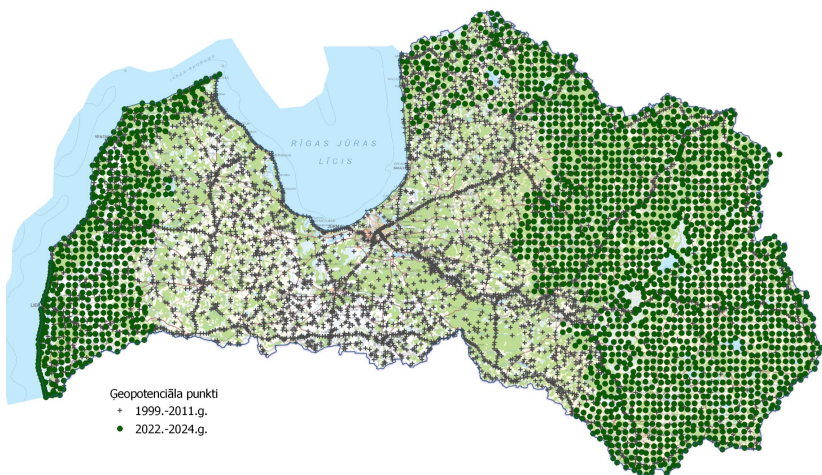 RĪGAS JŪRAS
LĪCIS
Ģeopotenciāla punkti
1999.-2011.g.
2022.-2024.g.